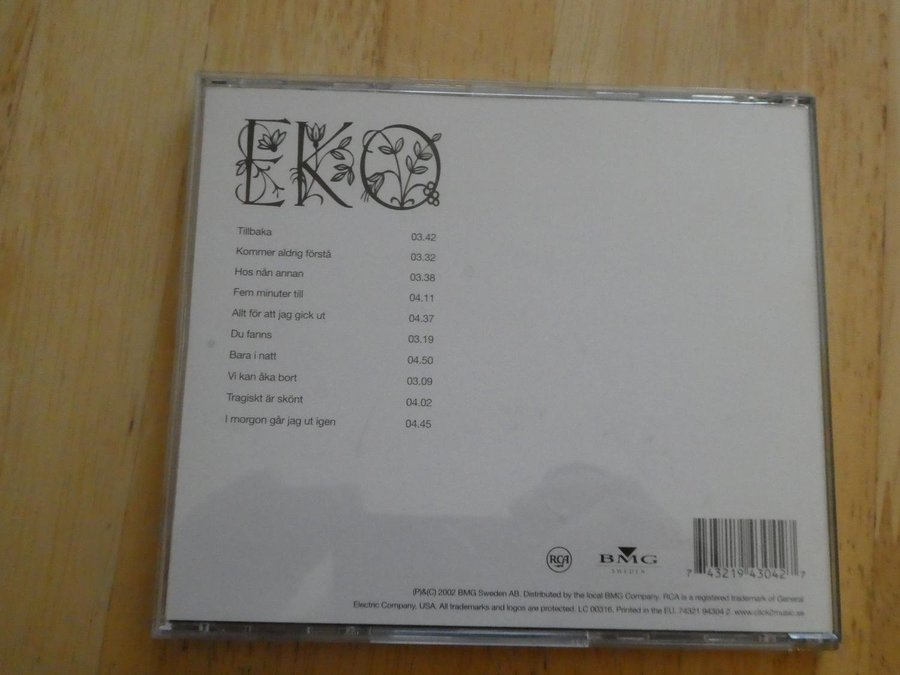 EKO
Tillbaka 03.42
Kommer aldrig förstå 03.32
Hos nån annan 03.38
Fem minuter till 04.11
Allt för att jag gick ut 04.37
Du fanns 03.19
Bara i natt 04.50
Vi kan åka bort 03.09
Tragiskt är skönt 04.02
I morgon går jag ut igen 04.45
RCA
BMG
SWEDEN
7 43219 43042 7
(P)&(C) 2002 BMG Sweden AB. Distributed by the local BMG Company. RCA is a registered trademark of General
Electric Company, USA. All trademarks and logos are protected. LC 00316. Printed in the EU. 74321 94304 2. www.click2music.se